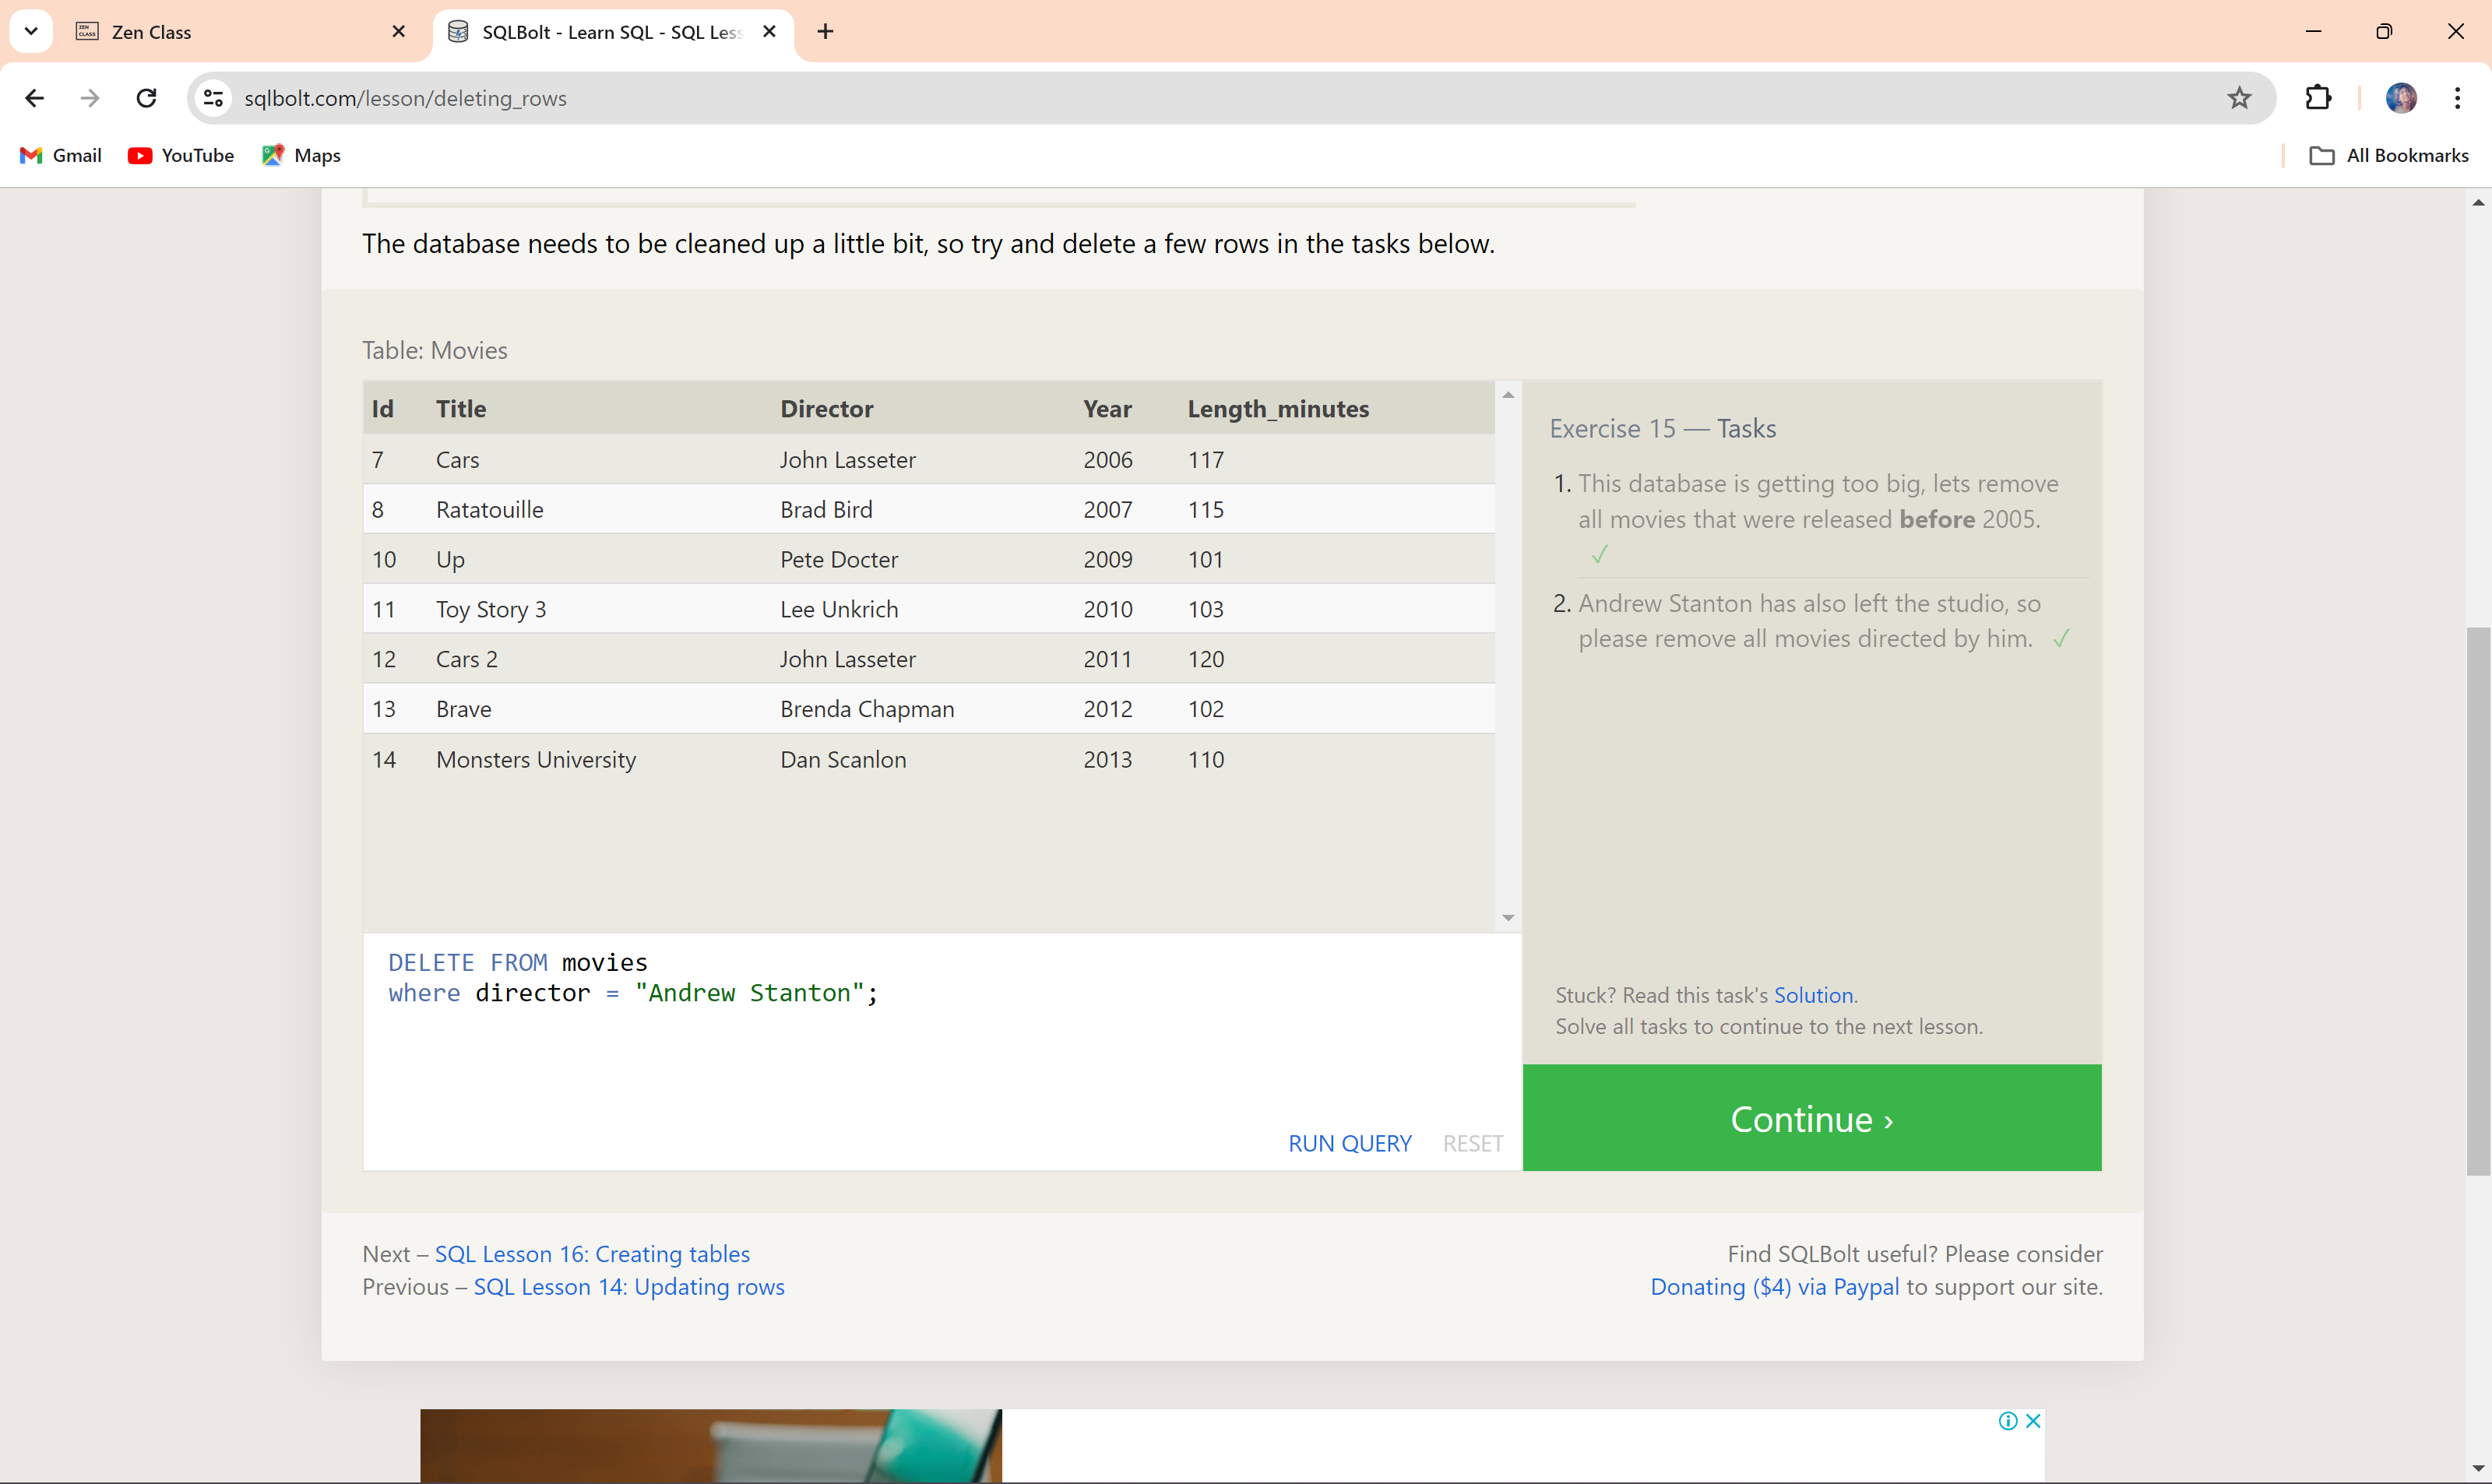 Zen Class
SQLBolt - Learn SQL - SQL Less
sqlbolt.com/lesson/deleting_rows
Gmail
YouTube
Maps
All Bookmarks
The database needs to be cleaned up a little bit, so try and delete a few rows in the tasks below.
Table: Movies
Id Title Director Year Length_minutes
7 Cars John Lasseter 2006 117
8 Ratatouille Brad Bird 2007 115
10 Up Pete Docter 2009 101
11 Toy Story 3 Lee Unkrich 2010 103
12 Cars 2 John Lasseter 2011 120
13 Brave Brenda Chapman 2012 102
14 Monsters University Dan Scanlon 2013 110
DELETE FROM movies
where director = "Andrew Stanton";
RUN QUERY RESET
Exercise 15 — Tasks
1. This database is getting too big, lets remove
all movies that were released before 2005.
✓
2. Andrew Stanton has also left the studio, so
please remove all movies directed by him. ✓
Stuck? Read this task's Solution.
Solve all tasks to continue to the next lesson.
Continue ›
Next – SQL Lesson 16: Creating tables
Previous – SQL Lesson 14: Updating rows
Find SQLBolt useful? Please consider
Donating ($4) via Paypal to support our site.